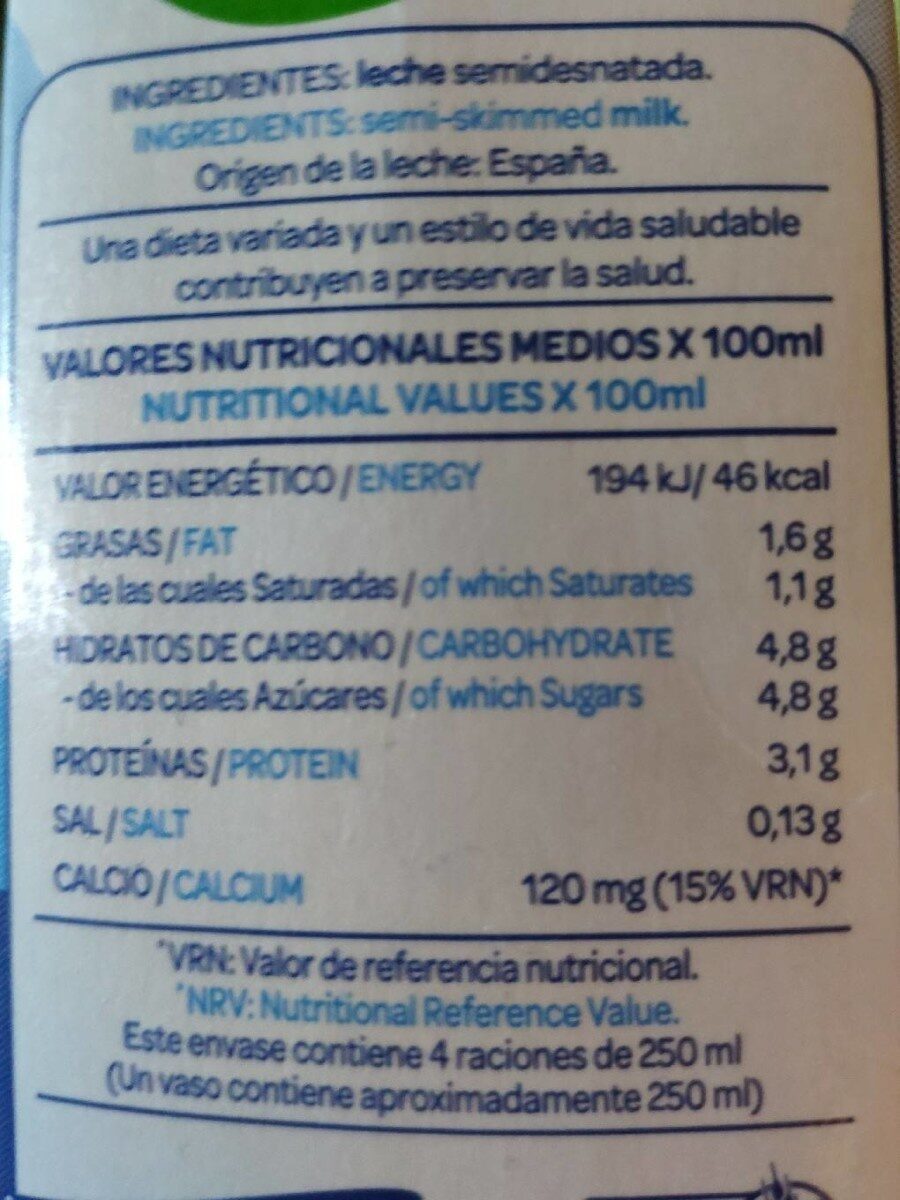 INGREDIENTES: leche semidesnatada.
INGREDIENTS: semi-skimmed milk.
Origen de la leche: España.
Una dieta variada y un estilo de vida saludable
contribuyen a preservar la salud.
VALORES NUTRICIONALES MEDIOS X 100ml
NUTRITIONAL VALUES X 100ml
VALOR ENERGÉTICO / ENERGY 194 kJ/ 46 kcal
GRASAS / FAT 1,6 g
- de las cuales Saturadas / of which Saturates 1,1 g
HIDRATOS DE CARBONO / CARBOHYDRATE 4,8 g
- de los cuales Azúcares / of which Sugars 4,8 g
PROTEÍNAS / PROTEIN 3,1 g
SAL / SALT 0,13 g
CALCIO / CALCIUM 120 mg (15% VRN)*
*VRN: Valor de referencia nutricional.
*NRV: Nutritional Reference Value.
Este envase contiene 4 raciones de 250 ml
(Un vaso contiene aproximadamente 250 ml)